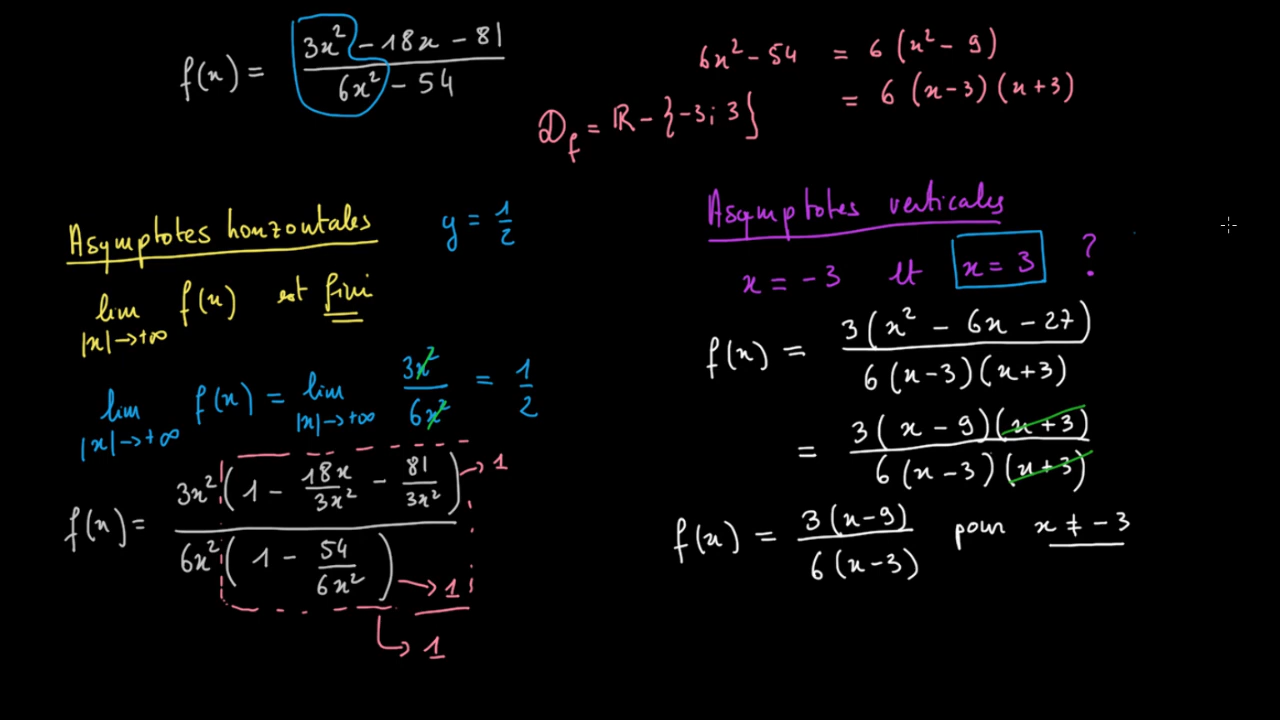 f(x) = (3x² - 18x - 81) / (6x² - 54)
6x² - 54 = 6(x² - 9)
= 6(x-3)(x+3)
D_f = ℝ - {-3; 3}
Asymptotes horizontales y = 1/2
lim |x|→+∞ f(x) est fini
lim |x|→+∞ f(x) = lim |x|→+∞ 3x²/6x² = 1/2
f(x) = 3x²(1 - 18x/3x² - 81/3x²) / 6x²(1 - 54/6x²)
→ 1
→ 1
→ 1
Asymptotes verticales
x = -3 et x = 3 ?
f(x) = 3(x² - 6x - 27) / 6(x-3)(x+3)
= 3(x - 9)(x+3) / 6(x-3)(x+3)
f(x) = 3(x-9) / 6(x-3) pour x ≠ -3